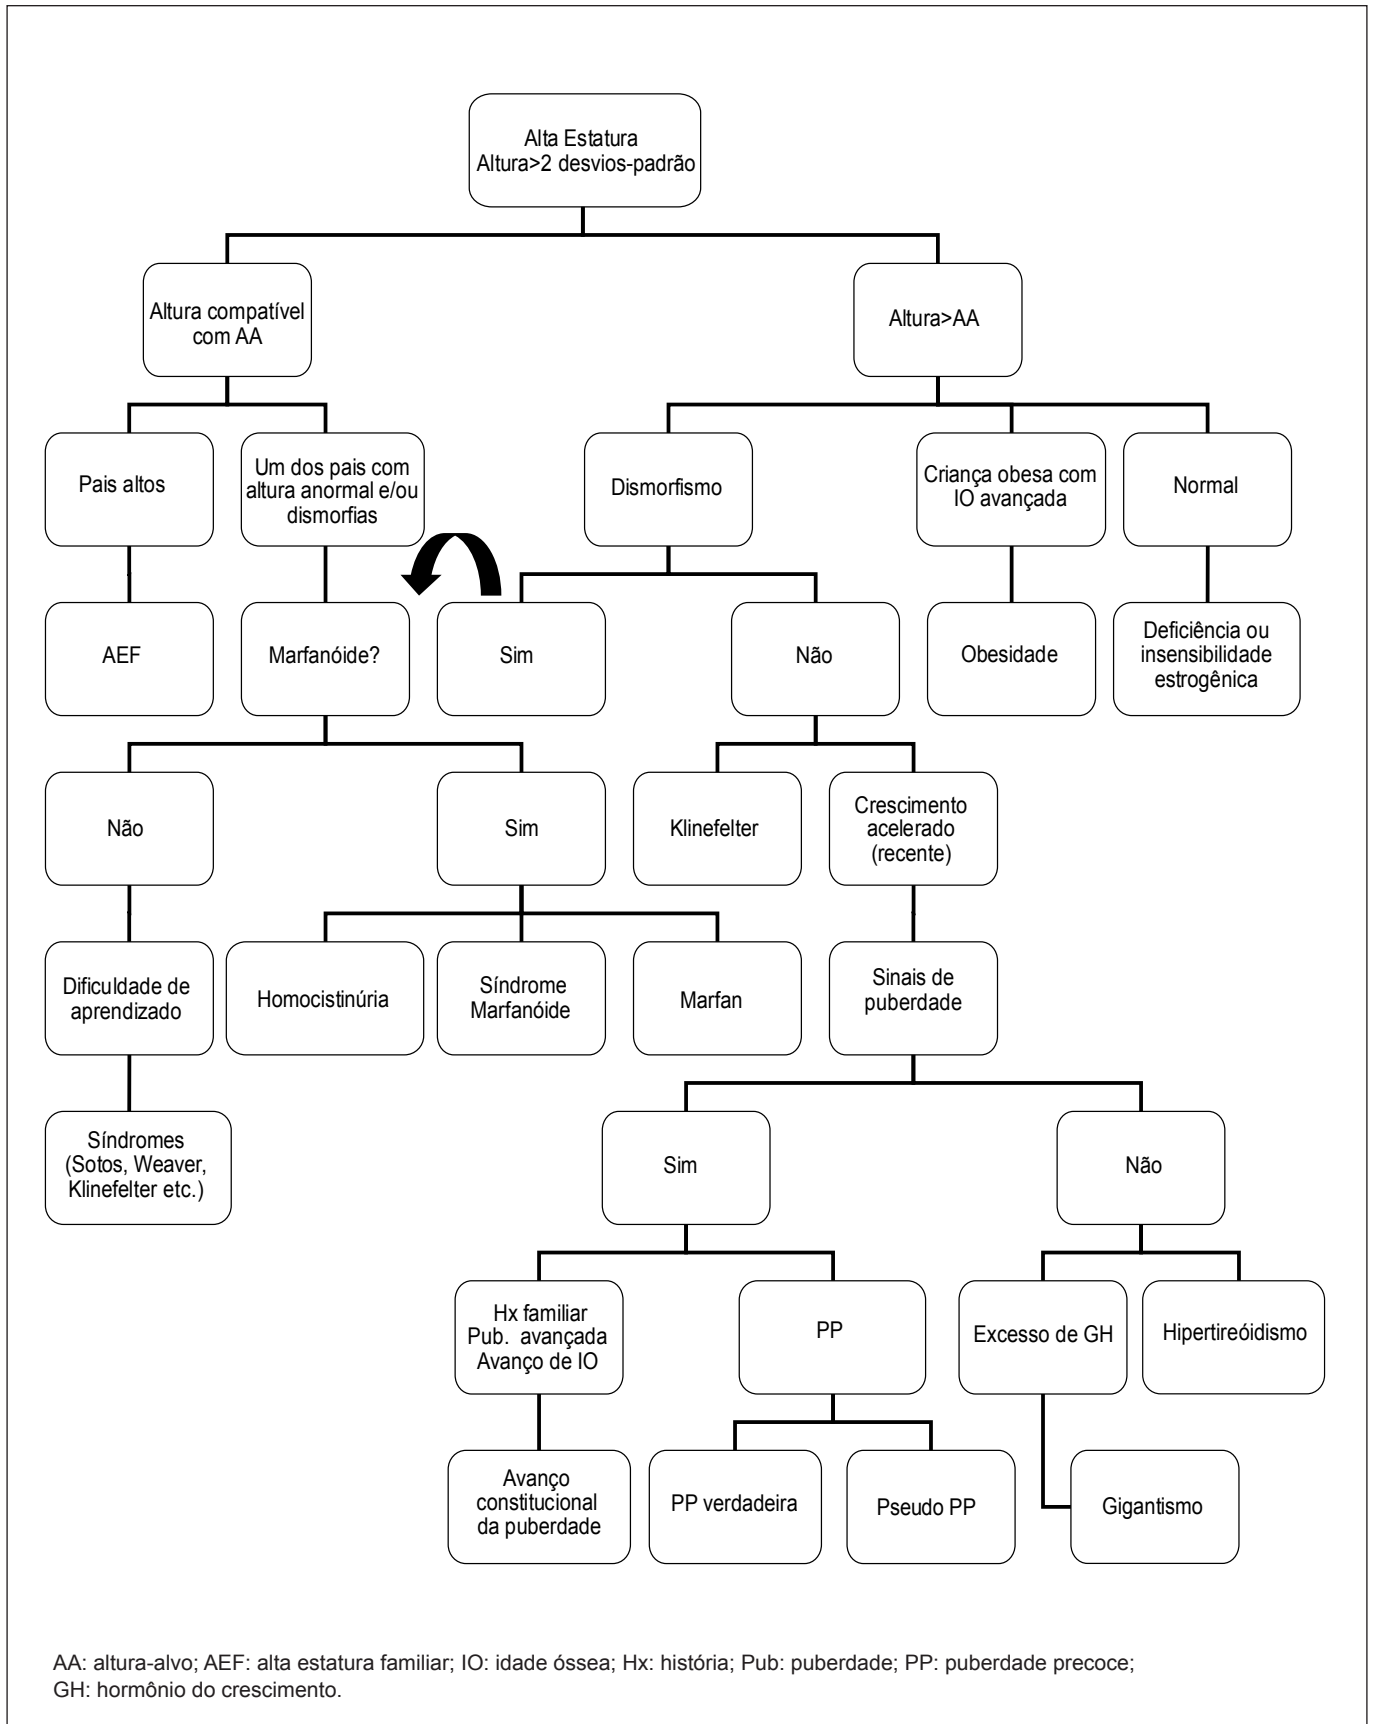 Alta Estatura
Altura>2 desvios-padrão
Altura compatível
com AA
Altura>AA
Pais altos
Um dos pais com
altura anormal e/ou
dismorfias
Dismorfismo
Criança obesa com
IO avançada
Normal
AEF
Marfanóide?
Sim
Não
Obesidade
Deficiência ou
insensibilidade
estrogênica
Não
Sim
Klinefelter
Crescimento
acelerado
(recente)
Dificuldade de
aprendizado
Homocistinúria
Síndrome
Marfanóide
Marfan
Sinais de
puberdade
Síndromes
(Sotos, Weaver,
Klinefelter etc.)
Sim
Não
Hx familiar
Pub. avançada
Avanço de IO
PP
Excesso de GH
Hipertireóidismo
Avanço
constitucional
da puberdade
PP verdadeira
Pseudo PP
Gigantismo
AA: altura-alvo; AEF: alta estatura familiar; IO: idade óssea; Hx: história; Pub: puberdade; PP: puberdade precoce;
GH: hormônio do crescimento.